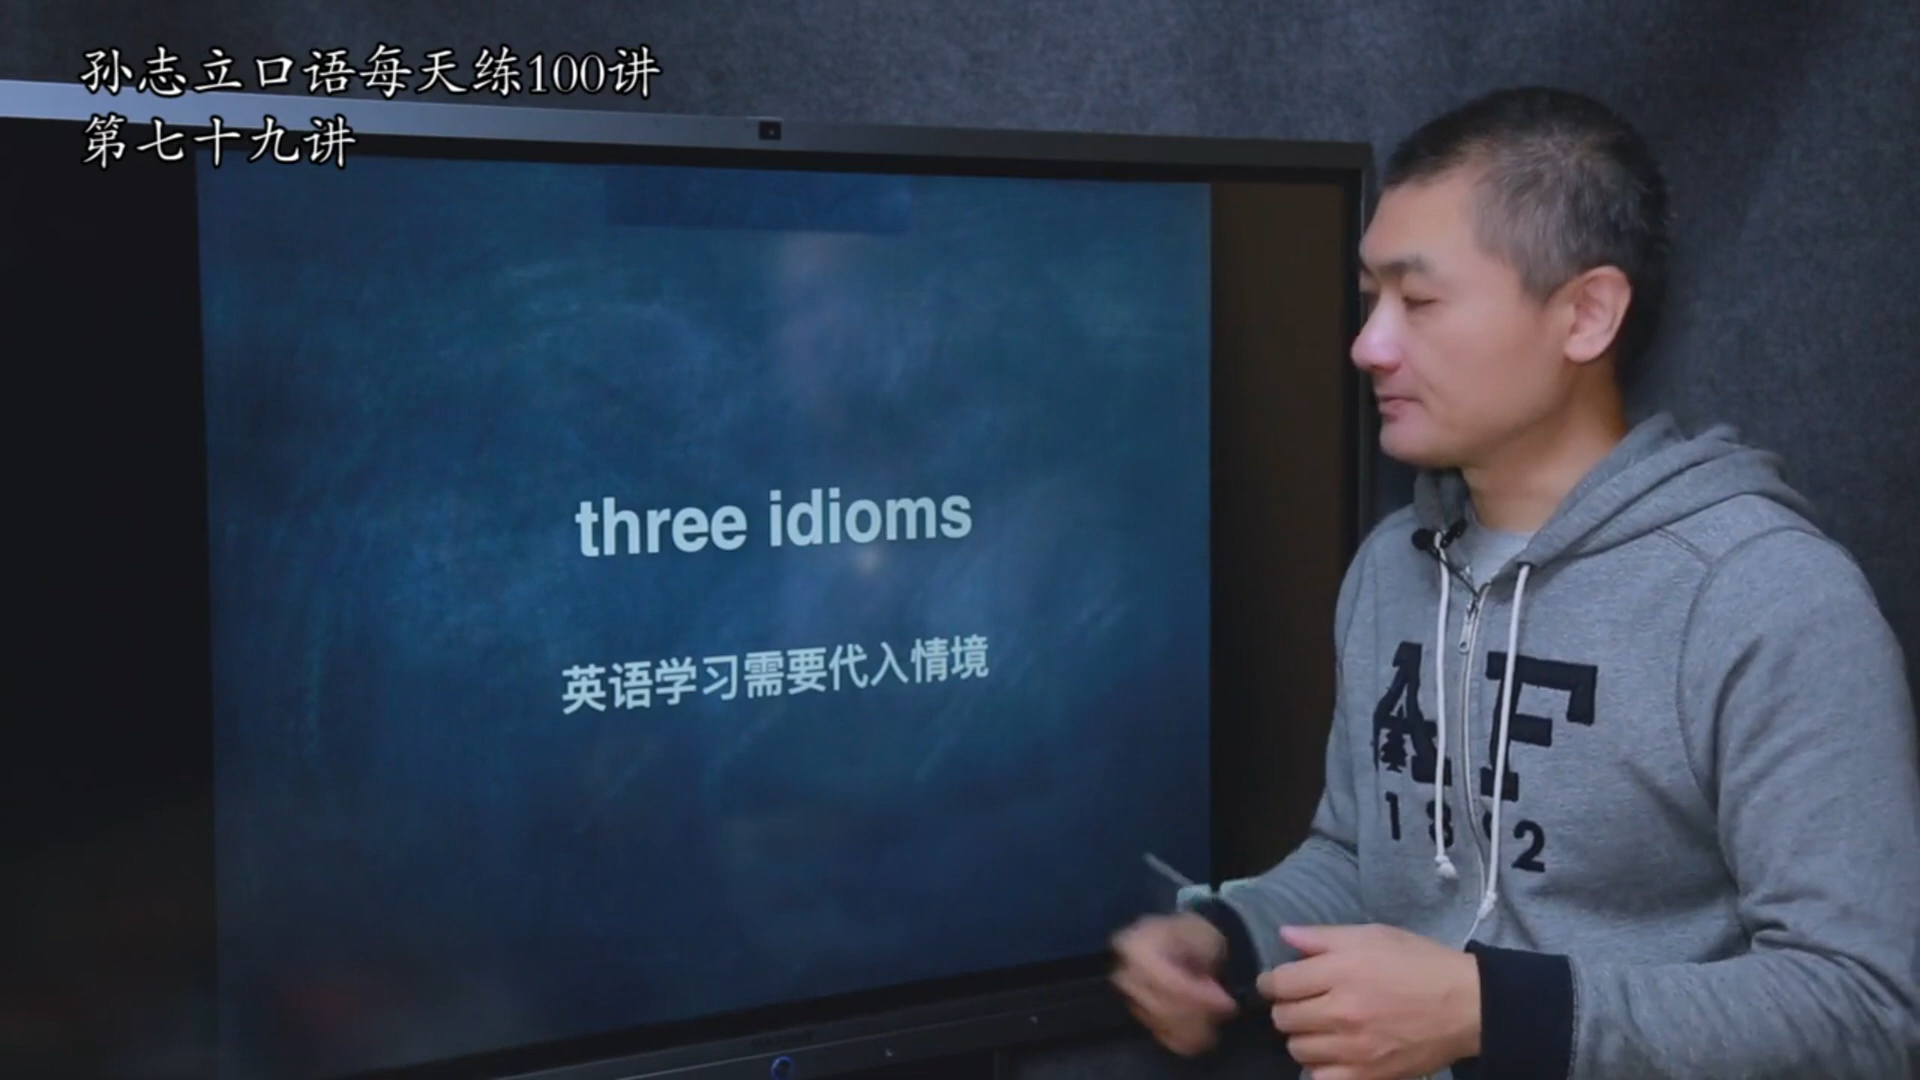 孙志立口语每天练100讲
第七十九讲
three idioms
英语学习需要代入情境
AF
1892